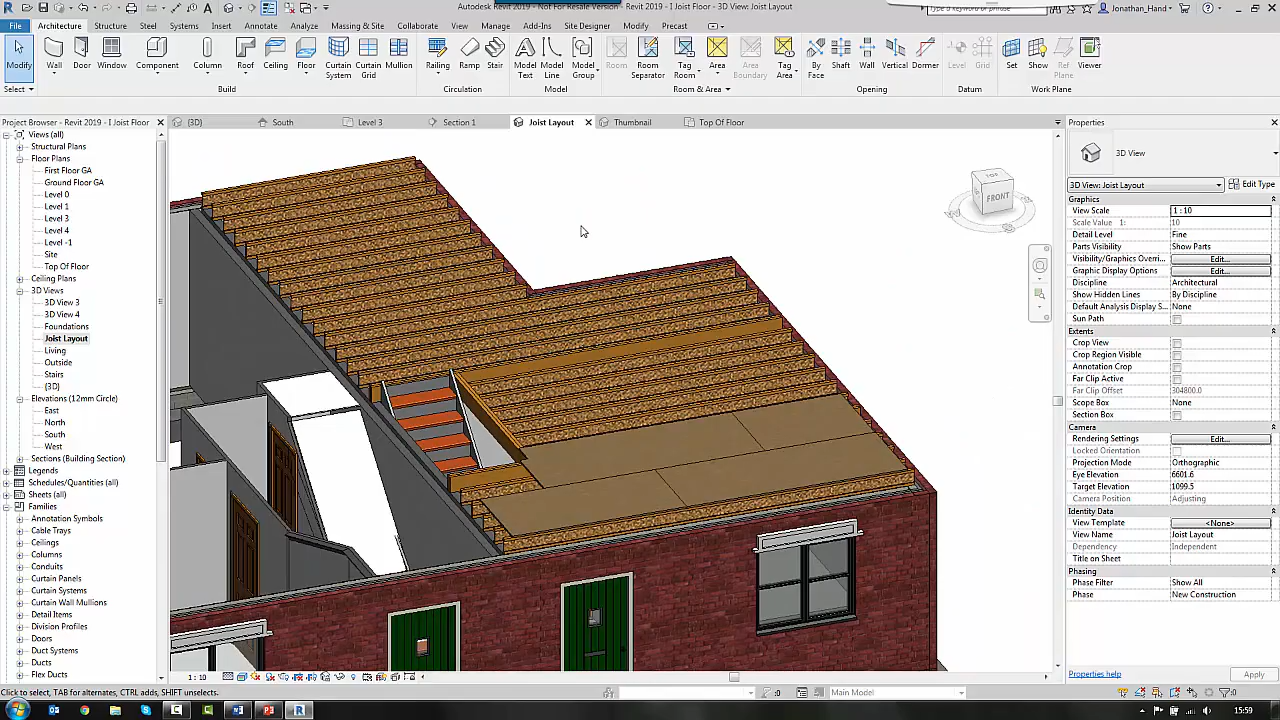 Autodesk Revit 2019 - Not For Resale Version - Revit 2019 - I Joist Floor - 3D View: Joist Layout
Type a keyword or phrase
Jonathan_Hand
File
Architecture
Structure
Steel
Systems
Insert
Annotate
Analyze
Massing & Site
Collaborate
View
Manage
Add-Ins
Site Designer
Modify
Precast
Modify
Wall
Door
Window
Component
Column
Roof
Ceiling
Floor
Curtain System
Curtain Grid
Mullion
Railing
Ramp
Stair
Model Text
Model Line
Model Group
Room
Room Separator
Tag Room
Area
Area Boundary
Tag Area
By Face
Shaft
Wall
Vertical
Dormer
Level
Grid
Set
Show
Ref Plane
Viewer
Select
Build
Circulation
Model
Room & Area
Opening
Datum
Work Plane
Project Browser - Revit 2019 - I Joist Floor
{3D}
South
Level 3
Section 1
Joist Layout
Thumbnail
Top Of Floor
Properties
Views (all)
Structural Plans
Floor Plans
First Floor GA
Ground Floor GA
Level 0
Level 1
Level 3
Level 4
Level -1
Site
Top Of Floor
Ceiling Plans
3D Views
3D View 3
3D View 4
Foundations
Joist Layout
Living
Outside
Stairs
{3D}
Elevations (12mm Circle)
East
North
South
West
Sections (Building Section)
Legends
Schedules/Quantities (all)
Sheets (all)
Families
Annotation Symbols
Cable Trays
Ceilings
Columns
Conduits
Curtain Panels
Curtain Systems
Curtain Wall Mullions
Detail Items
Division Profiles
Doors
Duct Systems
Ducts
Flex Ducts
TOP
FRONT
3D View
3D View: Joist Layout
Edit Type
Graphics
View Scale 1 : 10
Scale Value 1: 10
Detail Level Fine
Parts Visibility Show Parts
Visibility/Graphics Overri... Edit...
Graphic Display Options Edit...
Discipline Architectural
Show Hidden Lines By Discipline
Default Analysis Display S... None
Sun Path
Extents
Crop View
Crop Region Visible
Annotation Crop
Far Clip Active
Far Clip Offset 304800.0
Scope Box None
Section Box
Camera
Rendering Settings Edit...
Locked Orientation
Projection Mode Orthographic
Eye Elevation 6601.6
Target Elevation 1099.5
Camera Position Adjusting
Identity Data
View Template <None>
View Name Joist Layout
Dependency Independent
Title on Sheet
Phasing
Phase Filter Show All
Phase New Construction
Properties help
Apply
1 : 10
Click to select, TAB for alternates, CTRL adds, SHIFT unselects.
:0
Main Model
:0
15:59